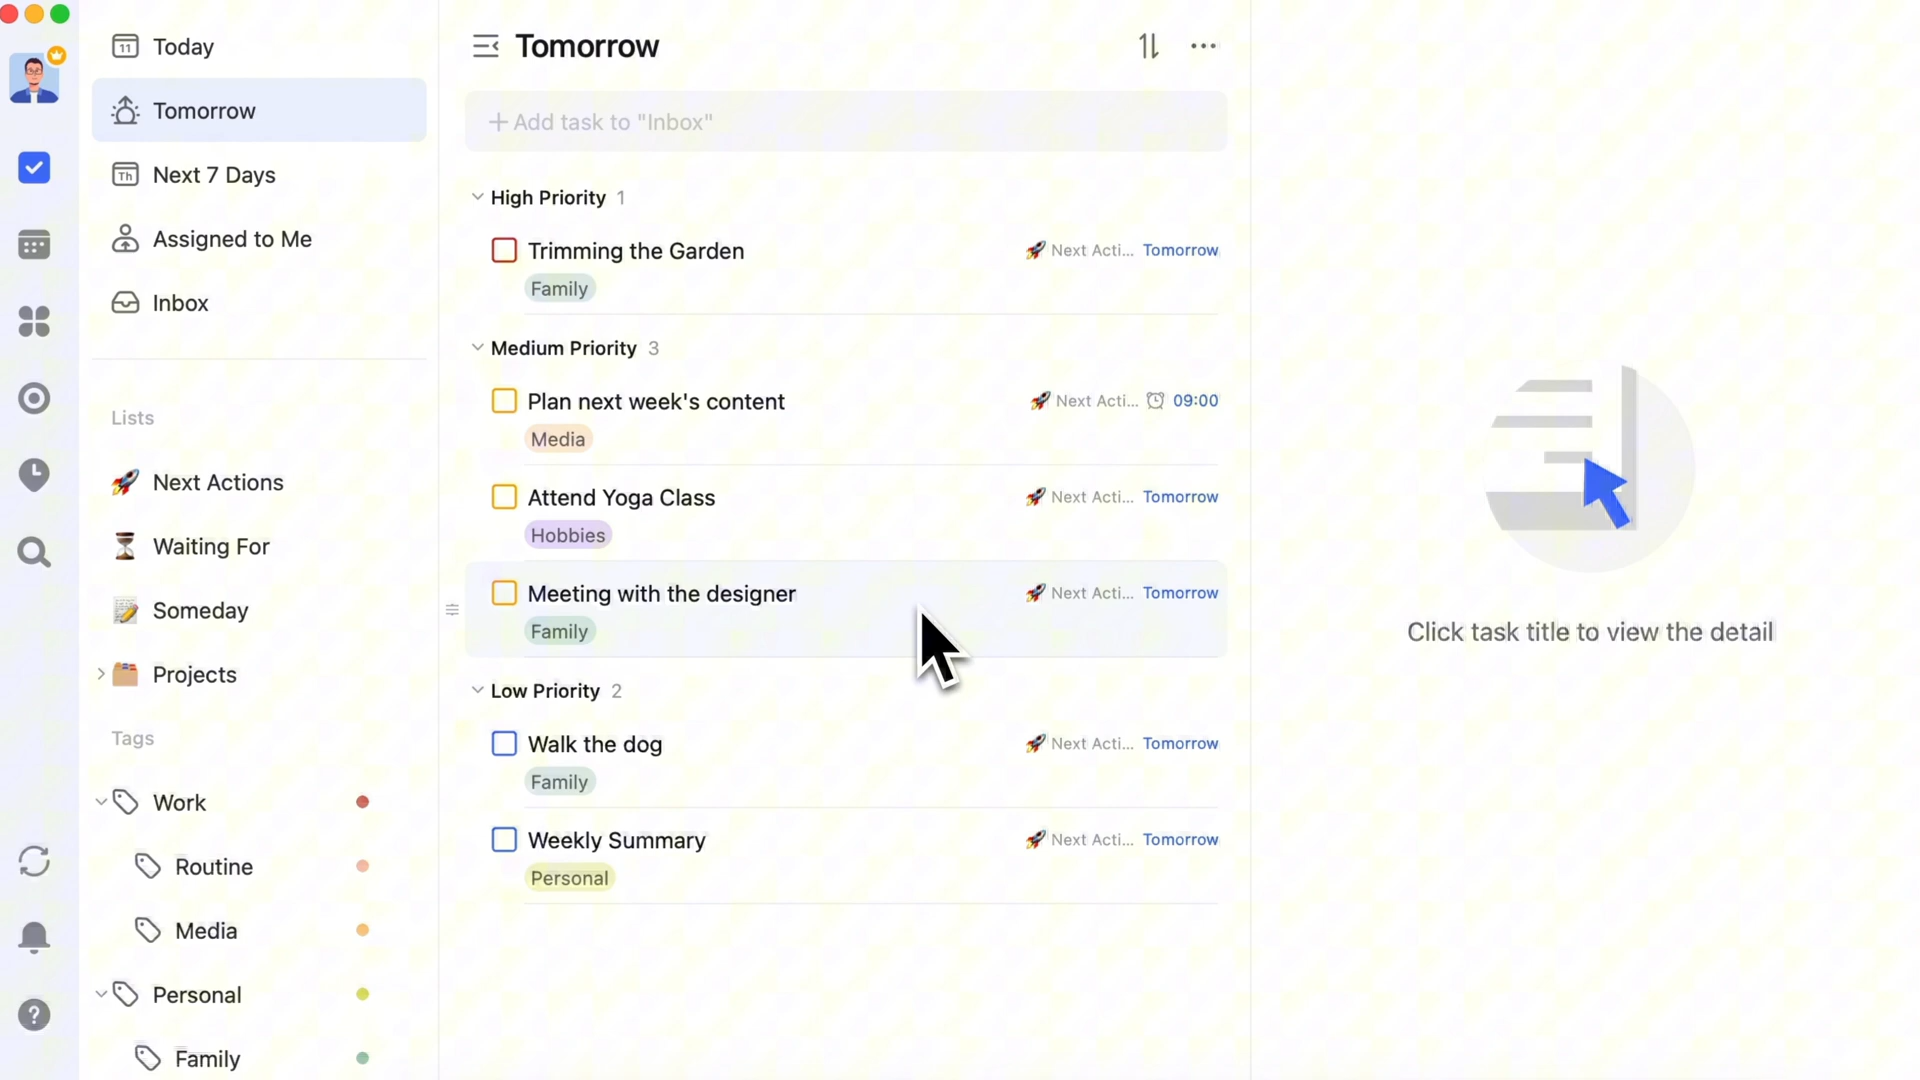 11 Today
Tomorrow
Th Next 7 Days
Assigned to Me
Inbox
Lists
Next Actions
Waiting For
Someday
Projects
Tags
Work
Routine
Media
Personal
Family
Tomorrow
+ Add task to "Inbox"
High Priority 1
Trimming the Garden Next Acti... Tomorrow
Family
Medium Priority 3
Plan next week's content Next Acti... 09:00
Media
Attend Yoga Class Next Acti... Tomorrow
Hobbies
Meeting with the designer Next Acti... Tomorrow
Family
Low Priority 2
Walk the dog Next Acti... Tomorrow
Family
Weekly Summary Next Acti... Tomorrow
Personal
Click task title to view the detail